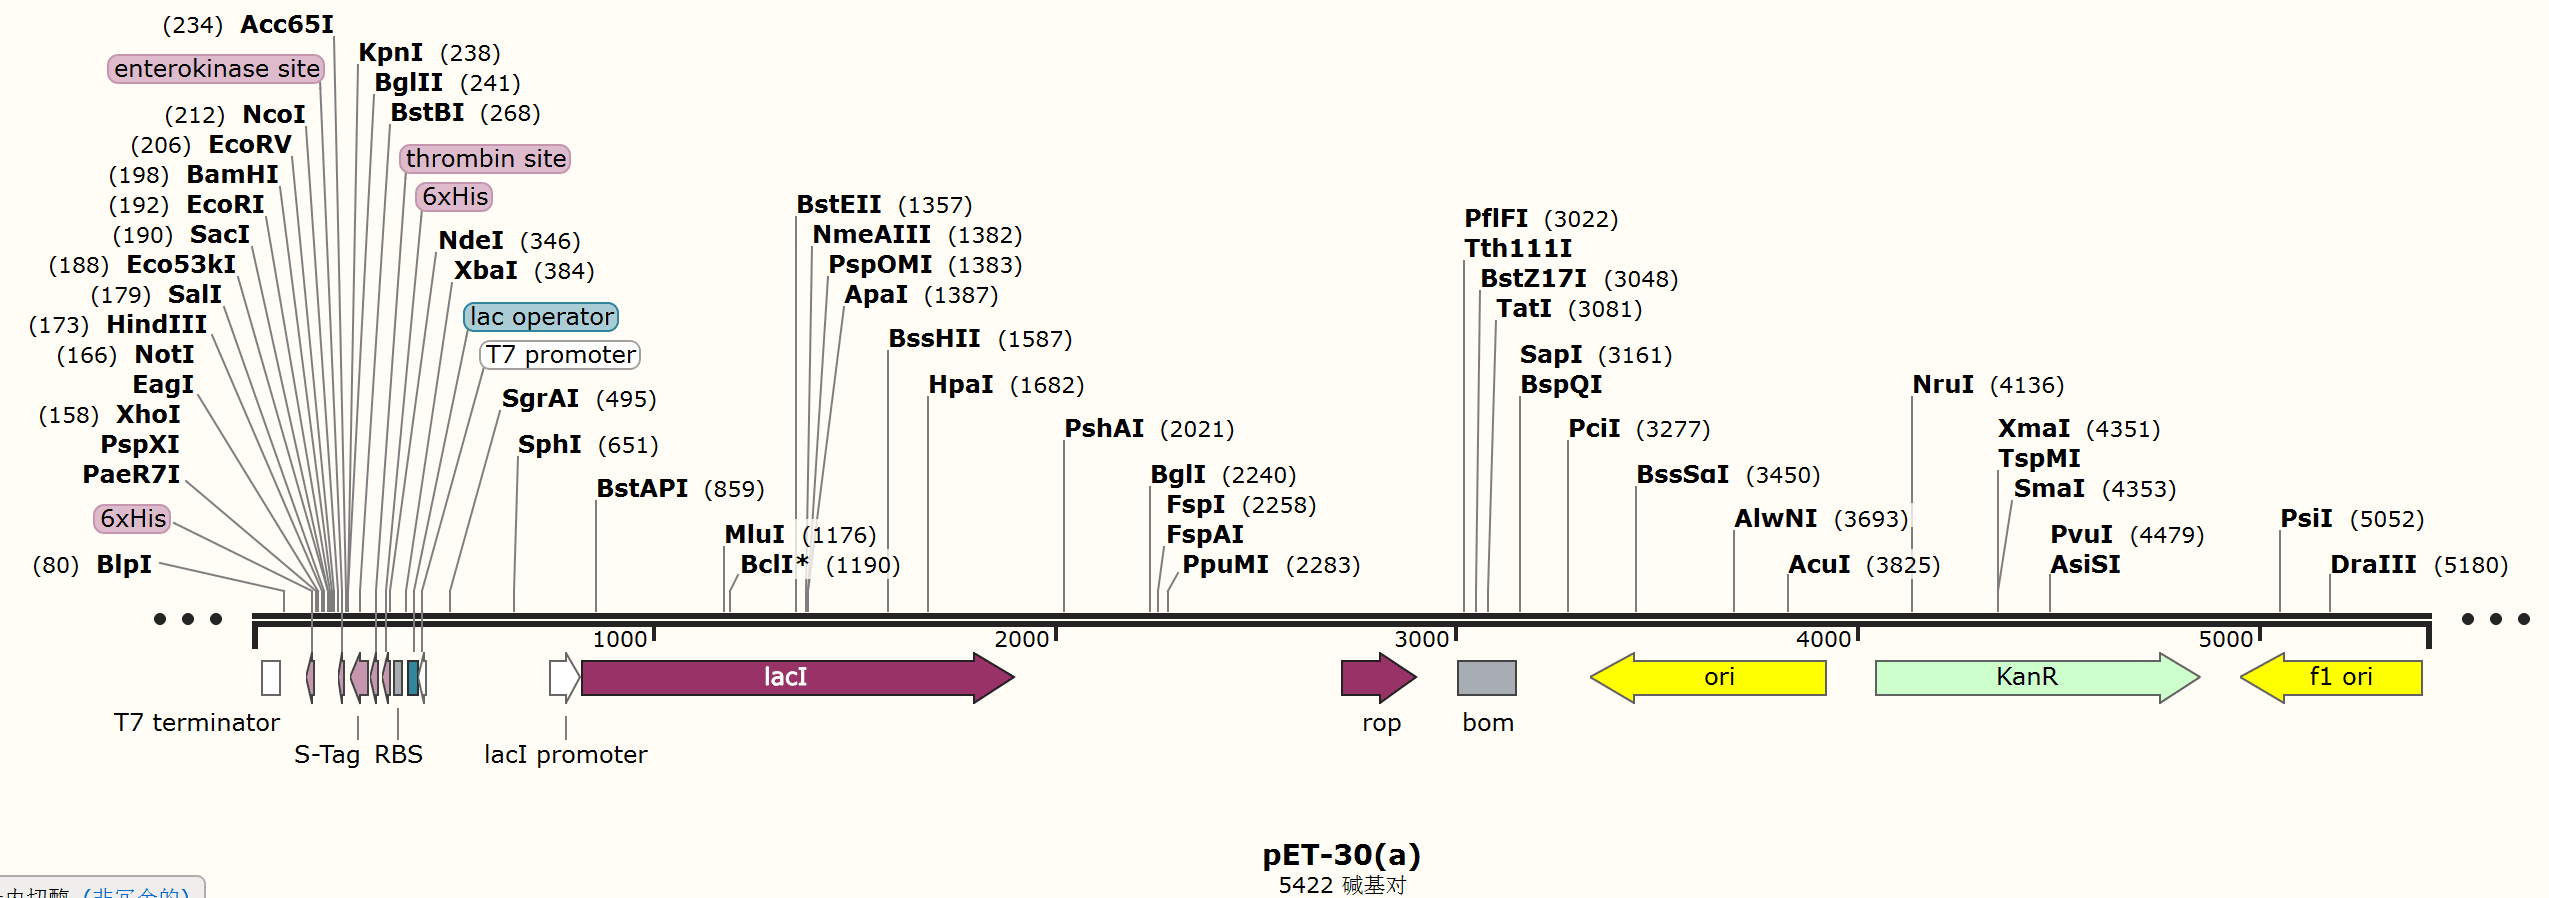 (234) Acc65I
enterokinase site
(212) NcoI
(206) EcoRV
(198) BamHI
(192) EcoRI
(190) SacI
(188) Eco53kI
(179) SalI
(173) HindIII
(166) NotI
EagI
(158) XhoI
PspXI
PaeR7I
6xHis
(80) BlpI
KpnI (238)
BglII (241)
BstBI (268)
thrombin site
6xHis
NdeI (346)
XbaI (384)
lac operator
T7 promoter
SgrAI (495)
SphI (651)
BstAPI (859)
MluI (1176)
BclI* (1190)
BstEII (1357)
NmeAIII (1382)
PspOMI (1383)
ApaI (1387)
BssHII (1587)
HpaI (1682)
PshAI (2021)
BglI (2240)
FspI (2258)
FspAI
PpuMI (2283)
PflFI (3022)
Tth111I
BstZ17I (3048)
TatI (3081)
SapI (3161)
BspQI
PciI (3277)
BssSαI (3450)
AlwNI (3693)
AcuI (3825)
NruI (4136)
XmaI (4351)
TspMI
SmaI (4353)
PvuI (4479)
AsiSI
PsiI (5052)
DraIII (5180)
1000 2000 3000 4000 5000
lacI
ori
KanR
f1 ori
T7 terminator
rop
bom
S-Tag
RBS
lacI promoter
pET-30(a)
5422 碱基对
内切酶 (非冗余的)